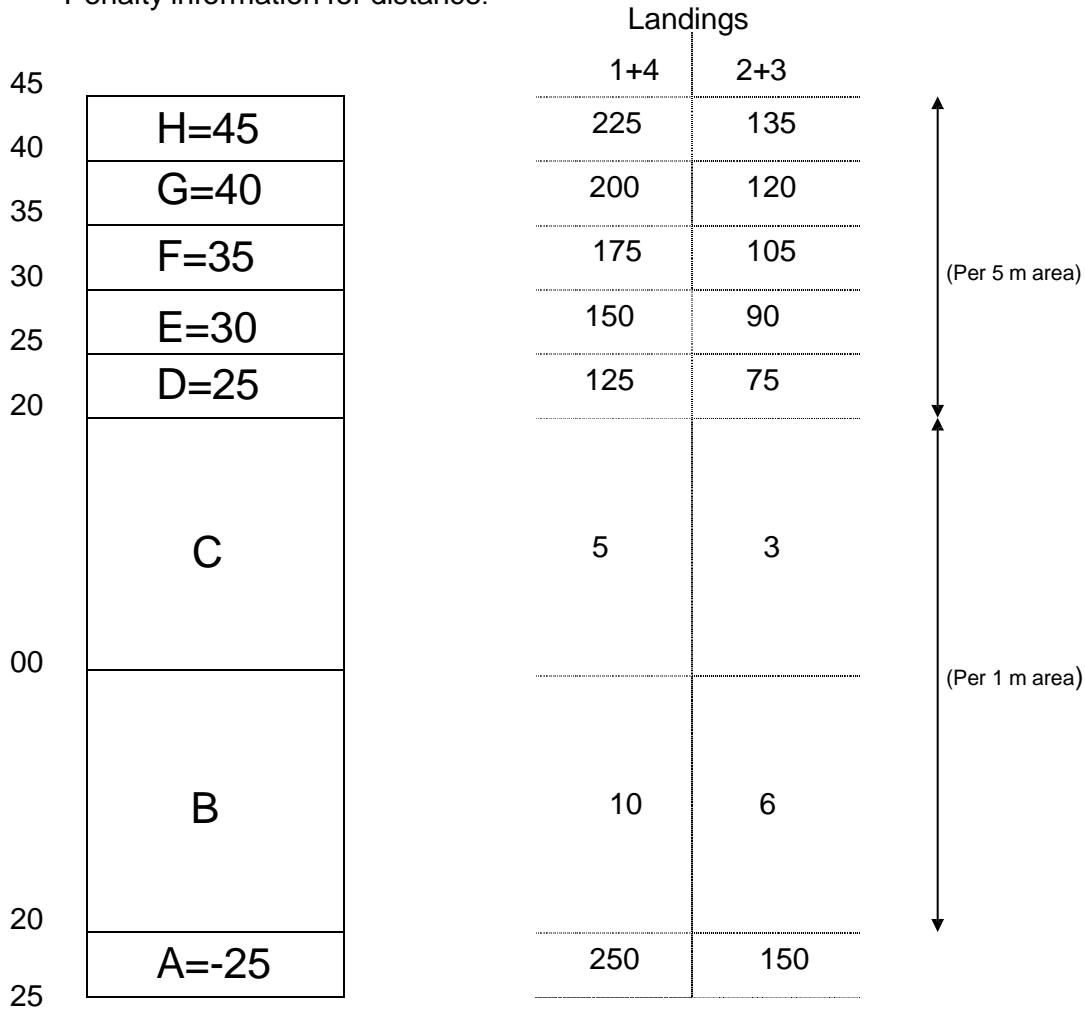 Penalty information for distance.
Landings
1+4 2+3
45
H=45 225 135
40
G=40 200 120
35
F=35 175 105
30 (Per 5 m area)
E=30 150 90
25
D=25 125 75
20
C 5 3
00
(Per 1 m area)
B 10 6
20
A=-25 250 150
25